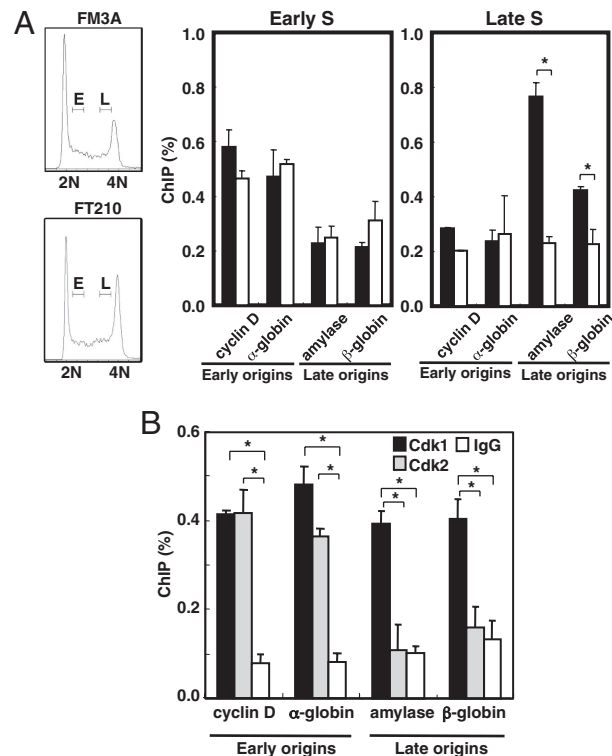 A
FM3A
E L
2N 4N
FT210
E L
2N 4N
Early S
Late S
ChIP (%)
1.0
0.8
0.6
0.4
0.2
0.0
*
*
1.0
0.8
0.6
0.4
0.2
0.0
cyclin D
α-globin
amylase
β-globin
Early origins
Late origins
cyclin D
α-globin
amylase
β-globin
Early origins
Late origins
B
ChIP (%)
0.6
0.4
0.2
0.0
Cdk1
IgG
Cdk2
*
*
*
*
*
*
*
*
cyclin D α-globin amylase β-globin
Early origins Late origins